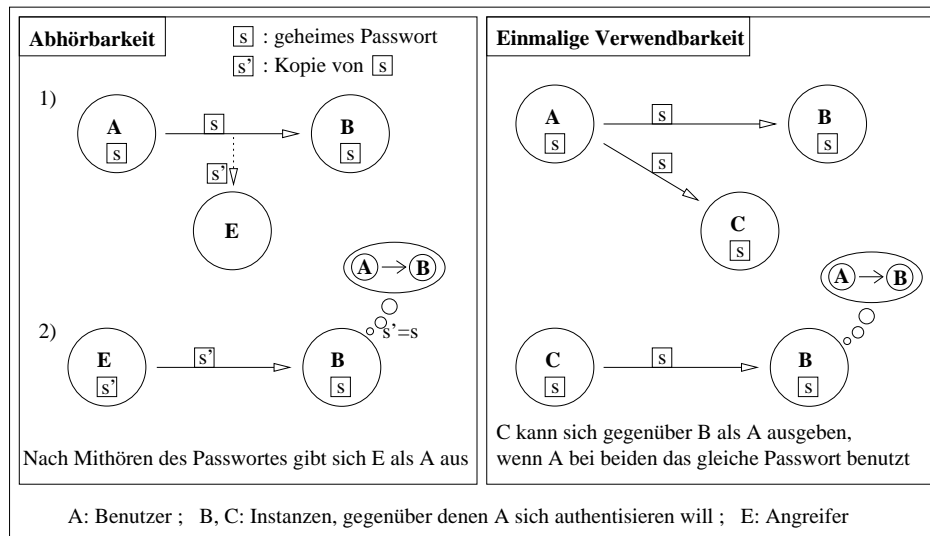 Abhörbarkeit
s : geheimes Passwort
s' : Kopie von s
1)
A
s
s
B
s
s'
E
A B
s'=s
2)
E
s'
s'
B
s
Nach Mithören des Passwortes gibt sich E als A aus
Einmalige Verwendbarkeit
A
s
s
B
s
s
C
s
A B
C
s
s
B
s
C kann sich gegenüber B als A ausgeben,
wenn A bei beiden das gleiche Passwort benutzt
A: Benutzer ; B, C: Instanzen, gegenüber denen A sich authentisieren will ; E: Angreifer